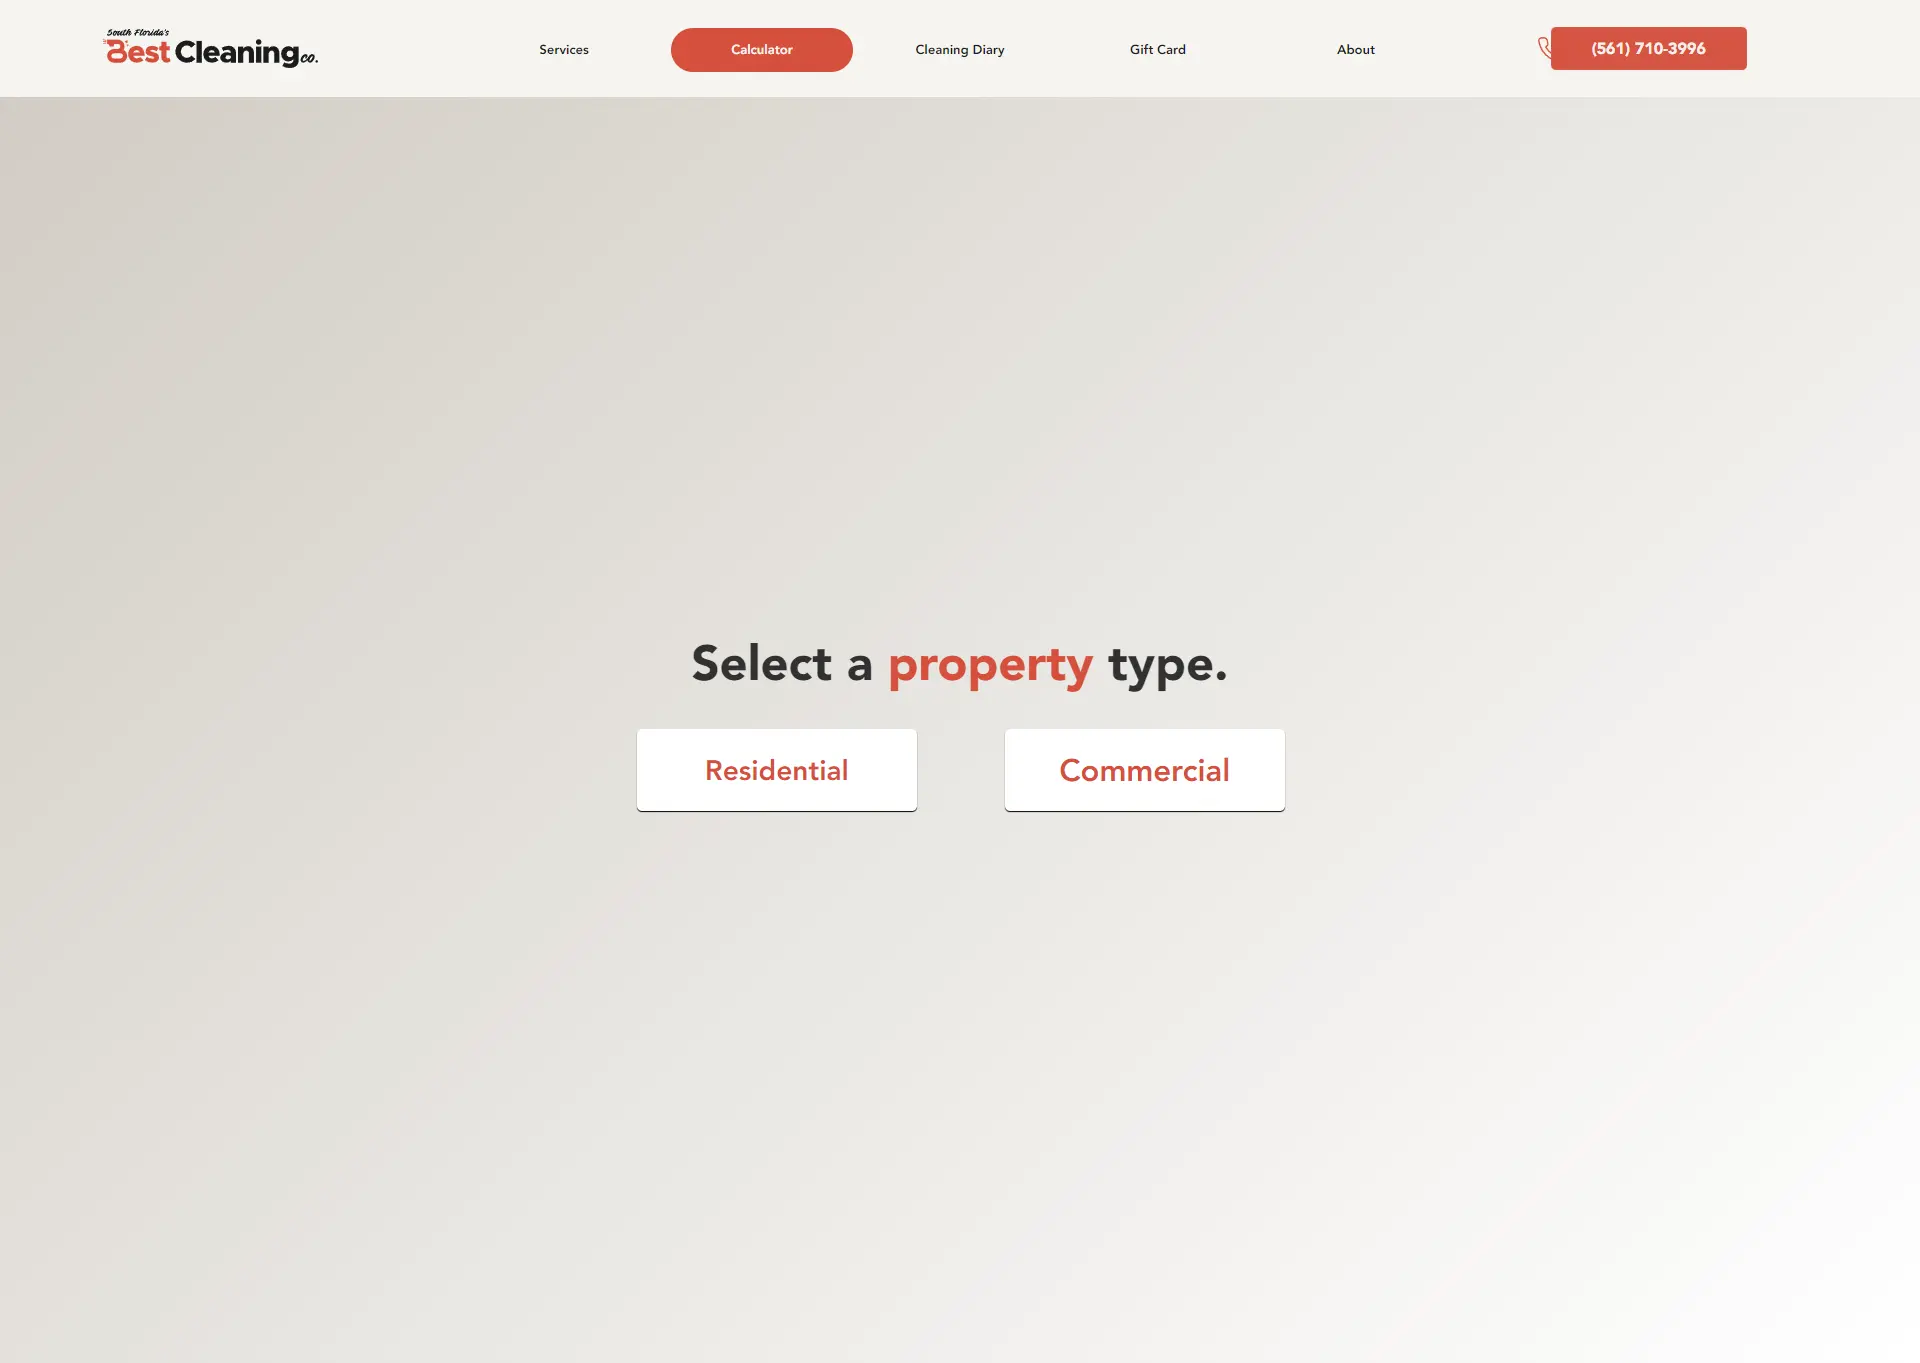 South Florida's
Best Cleaning co.
Services
Calculator
Cleaning Diary
Gift Card
About
(561) 710-3996
Select a property type.
Residential
Commercial